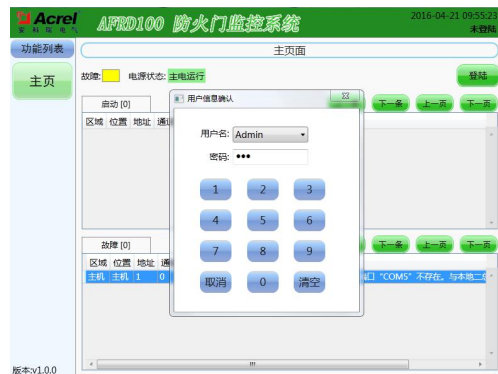 Acrel
安科瑞电气
AFRD100 防火门监控系统
2016-04-21 09:55:23
未登陆
功能列表
主页面
主页
故障:
电源状态: 主电运行
登陆
启动 [0]
下一条
上一页
下一页
区域 位置 地址 通
用户信息确认
用户名: Admin
密码: •••
1 2 3
4 5 6
7 8 9
取消 0 清空
故障 [0]
下一条
上一页
下一页
区域 位置 地址 通
主机 主机 1 0
口 "COM5" 不存在。与本地二总
版本:v1.0.0